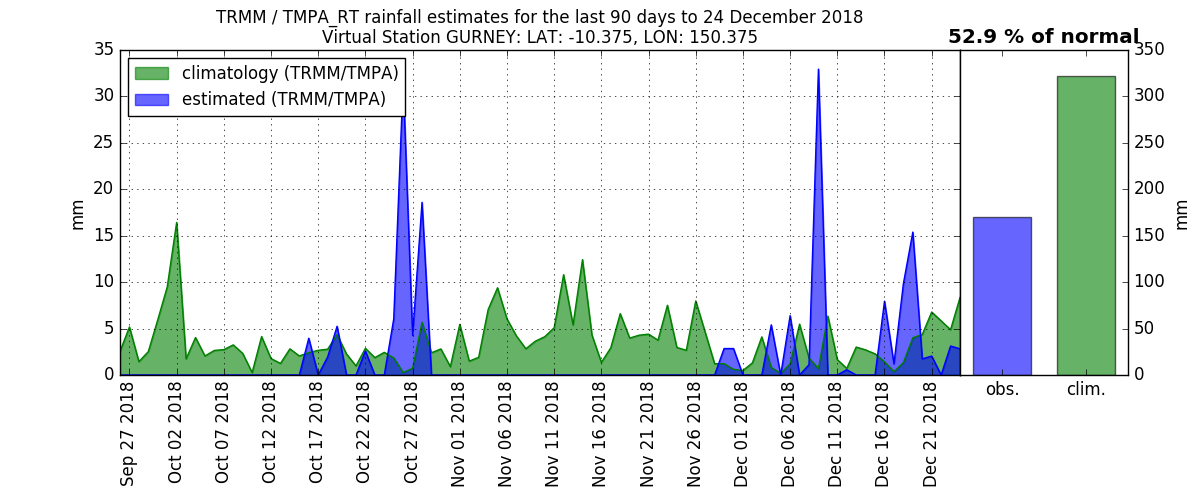 TRMM / TMPA_RT rainfall estimates for the last 90 days to 24 December 2018
Virtual Station GURNEY: LAT: -10.375, LON: 150.375
52.9 % of normal
climatology (TRMM/TMPA)
estimated (TRMM/TMPA)
35
30
25
20
15
10
5
0
mm
350
300
250
200
150
100
50
0
mm
Sep 27 2018
Oct 02 2018
Oct 07 2018
Oct 12 2018
Oct 17 2018
Oct 22 2018
Oct 27 2018
Nov 01 2018
Nov 06 2018
Nov 11 2018
Nov 16 2018
Nov 21 2018
Nov 26 2018
Dec 01 2018
Dec 06 2018
Dec 11 2018
Dec 16 2018
Dec 21 2018
obs.
clim.